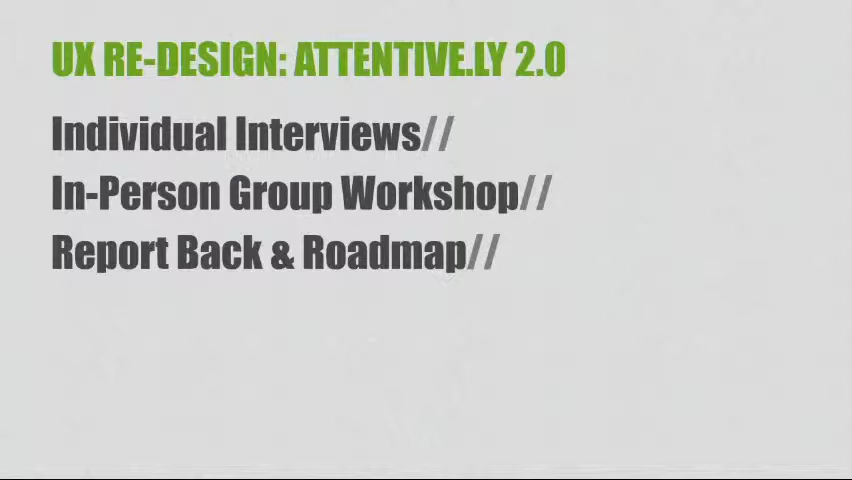 UX RE-DESIGN: ATTENTIVE.LY 2.0
Individual Interviews//
In-Person Group Workshop//
Report Back & Roadmap//